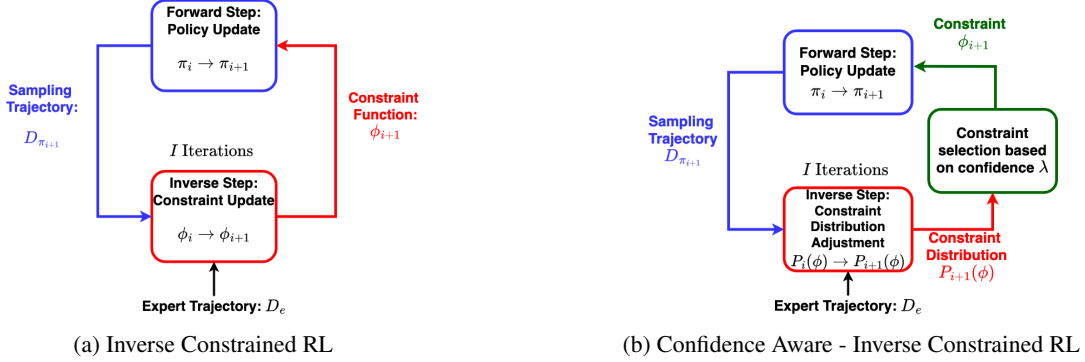 Forward Step:
Policy Update
π_i → π_{i+1}
Sampling
Trajectory:
D_{π_{i+1}}
Constraint
Function:
ϕ_{i+1}
I Iterations
Inverse Step:
Constraint Update
ϕ_i → ϕ_{i+1}
Expert Trajectory: D_e
(a) Inverse Constrained RL
Constraint
ϕ_{i+1}
Forward Step:
Policy Update
π_i → π_{i+1}
Sampling
Trajectory
D_{π_{i+1}}
Constraint
selection based
on confidence λ
I Iterations
Inverse Step:
Constraint
Distribution
Adjustment
P_i(ϕ) → P_{i+1}(ϕ)
Constraint
Distribution
P_{i+1}(ϕ)
Expert Trajectory: D_e
(b) Confidence Aware - Inverse Constrained RL